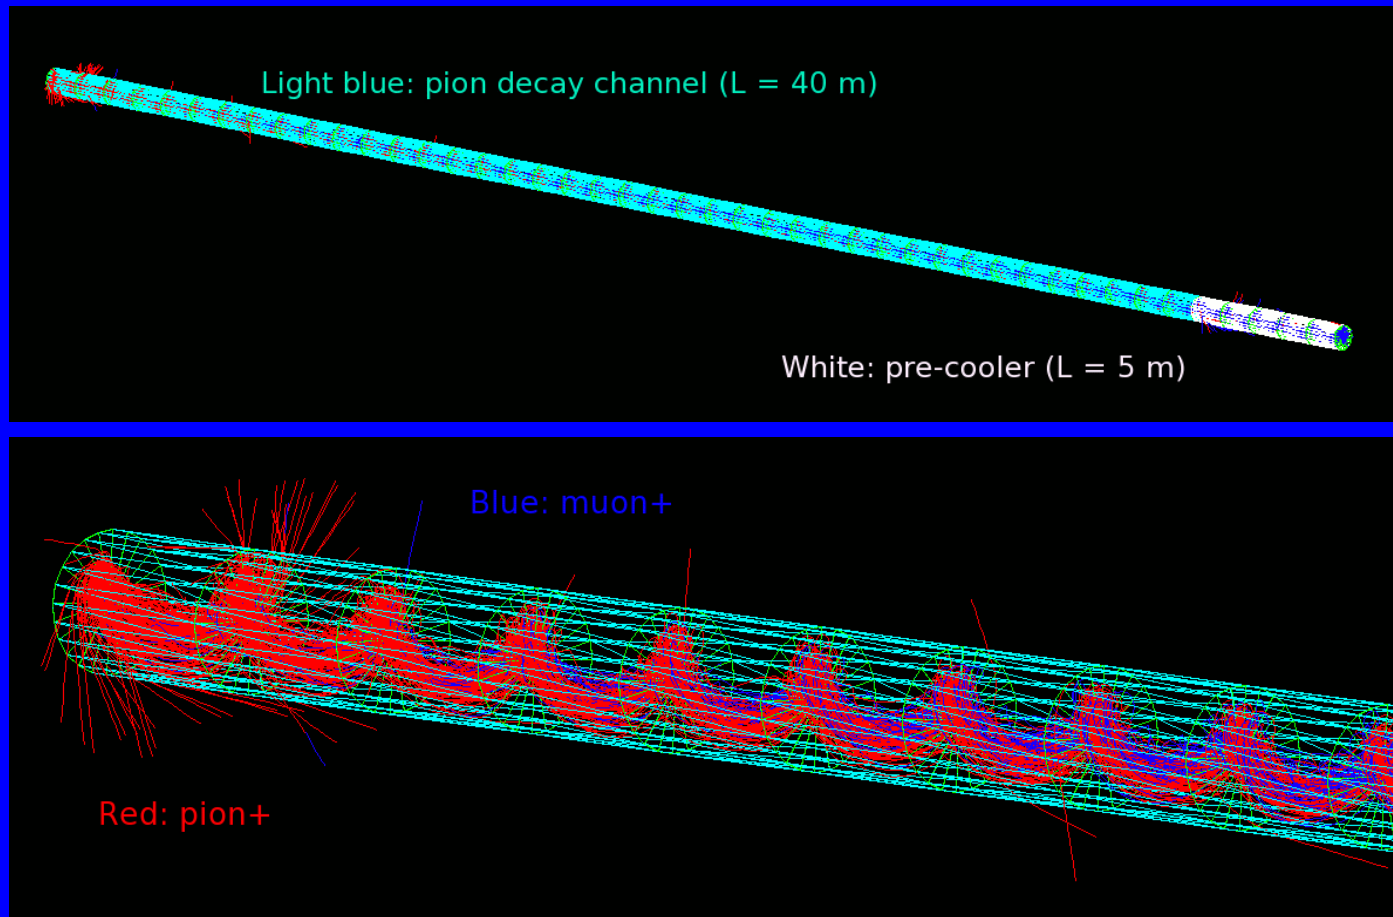 Light blue: pion decay channel (L = 40 m)
White: pre-cooler (L = 5 m)
Blue: muon+
Red: pion+